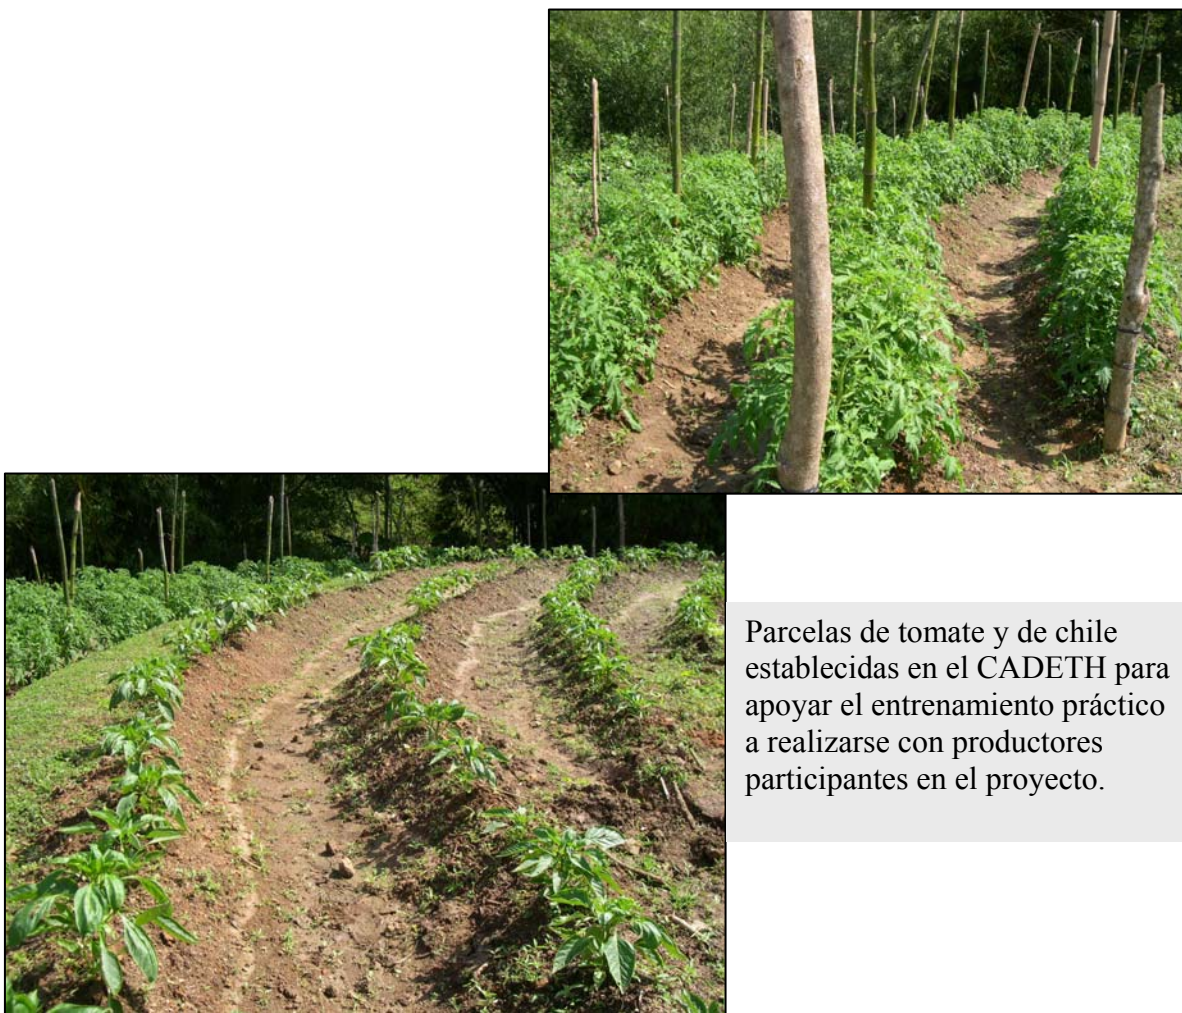 Parcelas de tomate y de chile
establecidas en el CADETH para
apoyar el entrenamiento práctico
a realizarse con productores
participantes en el proyecto.